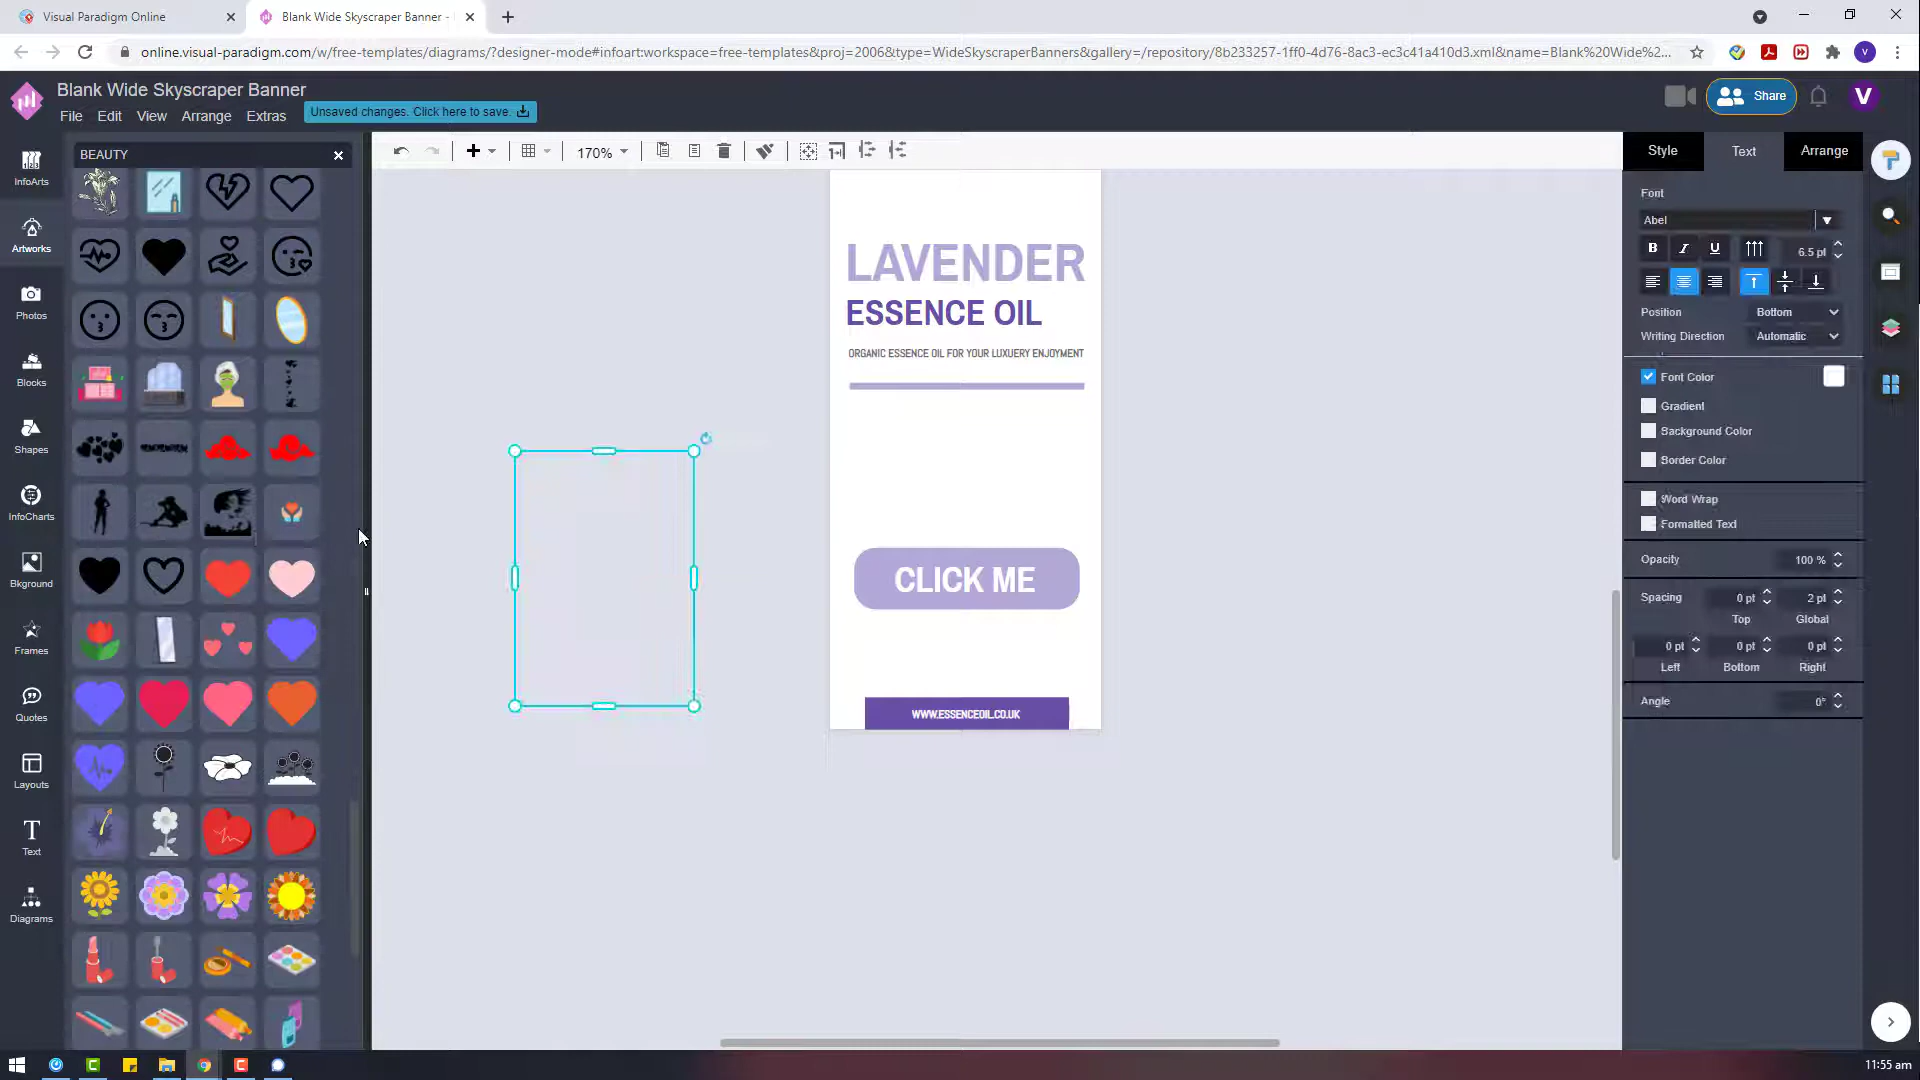 Visual Paradigm Online
Blank Wide Skyscraper Banner -
online.visual-paradigm.com/w/free-templates/diagrams/?designer-mode#infoart:workspace=free-templates&proj=2006&type=WideSkyscraperBanners&gallery=/repository/8b233257-1ff0-4d76-8ac3-ec3c41a410d3.xml&name=Blank%20Wide%2...
V
Blank Wide Skyscraper Banner
File Edit View Arrange Extras
Unsaved changes. Click here to save.
Share
V
InfoArts
Artworks
Photos
Blocks
Shapes
InfoCharts
Bkground
Frames
Quotes
Layouts
T
Text
Diagrams
BEAUTY
170%
LAVENDER
ESSENCE OIL
ORGANIC ESSENCE OIL FOR YOUR LUXUERY ENJOYMENT
CLICK ME
WWW.ESSENCEOIL.CO.UK
Style Text Arrange
Font
Abel
B I U 6.5 pt
Position Bottom
Writing Direction Automatic
Font Color
Gradient
Background Color
Border Color
Word Wrap
Formatted Text
Opacity 100 %
Spacing 0 pt 2 pt
Top Global
0 pt 0 pt 0 pt
Left Bottom Right
Angle 0°
11:55 am